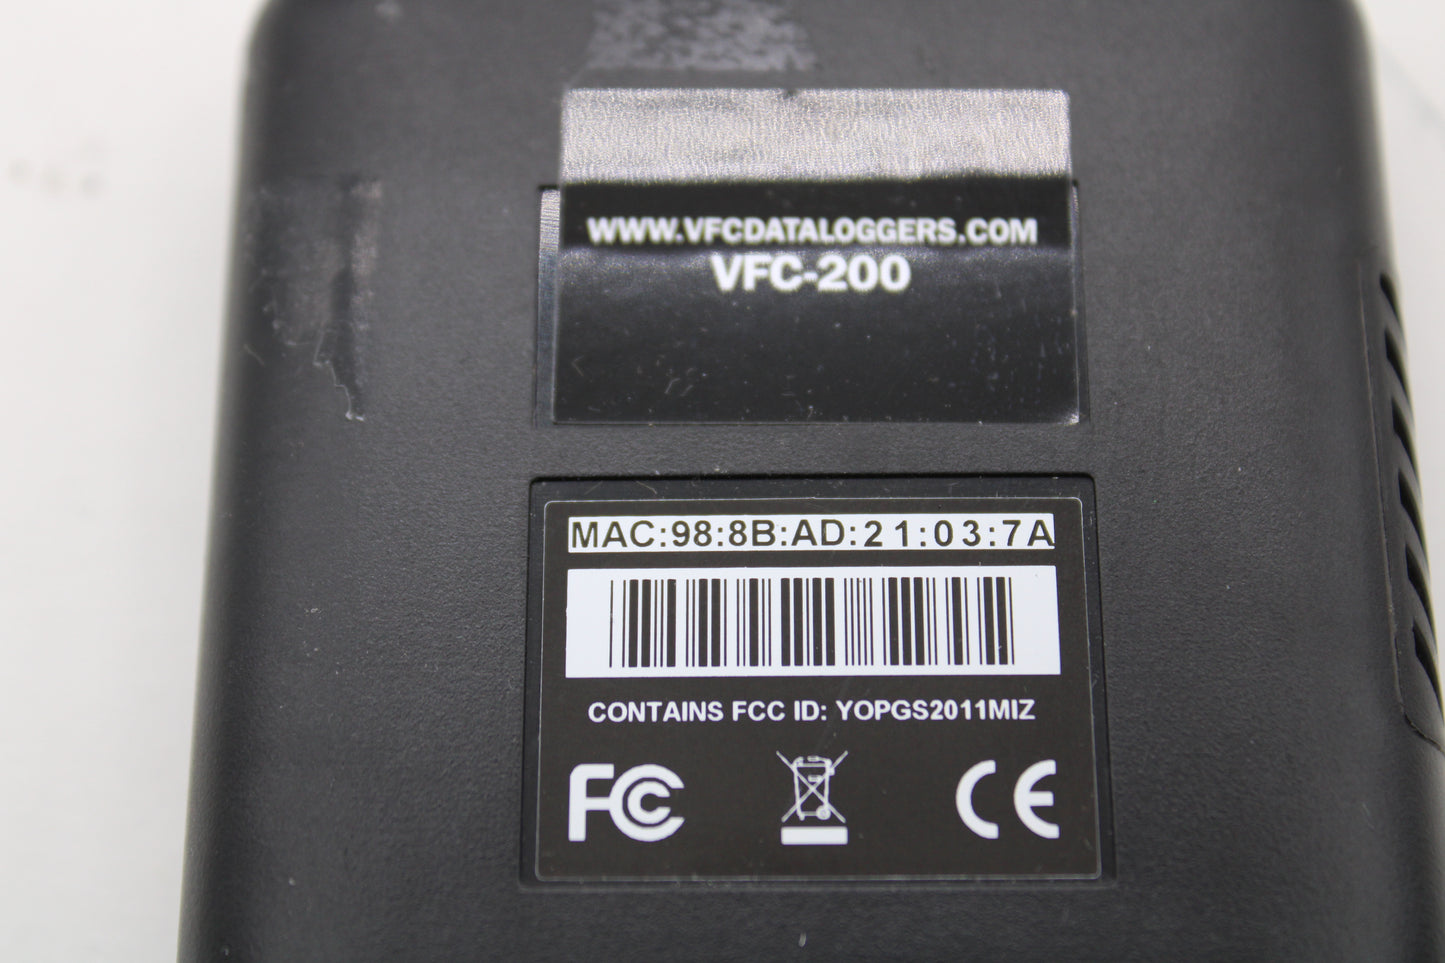 WWW.VFCDATALOGGERS.COM
VFC-200
MAC:98:8B:AD:21:03:7A
CONTAINS FCC ID: YOPGS2011MIZ
FC CE